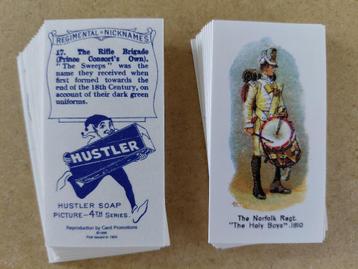 REGIMENTAL NICKNAMES
17. The Rifle Brigade
(Prince Consort's Own).
"The Sweeps" was the
name they received when
first formed towards the
end of the 18th Century, on
account of their dark green
uniforms.
HUSTLER
HUSTLER SOAP
PICTURE-4TH SERIES.
Reproduction by Card Promotions
The Norfolk Regt.
"The Holy Boys".1810